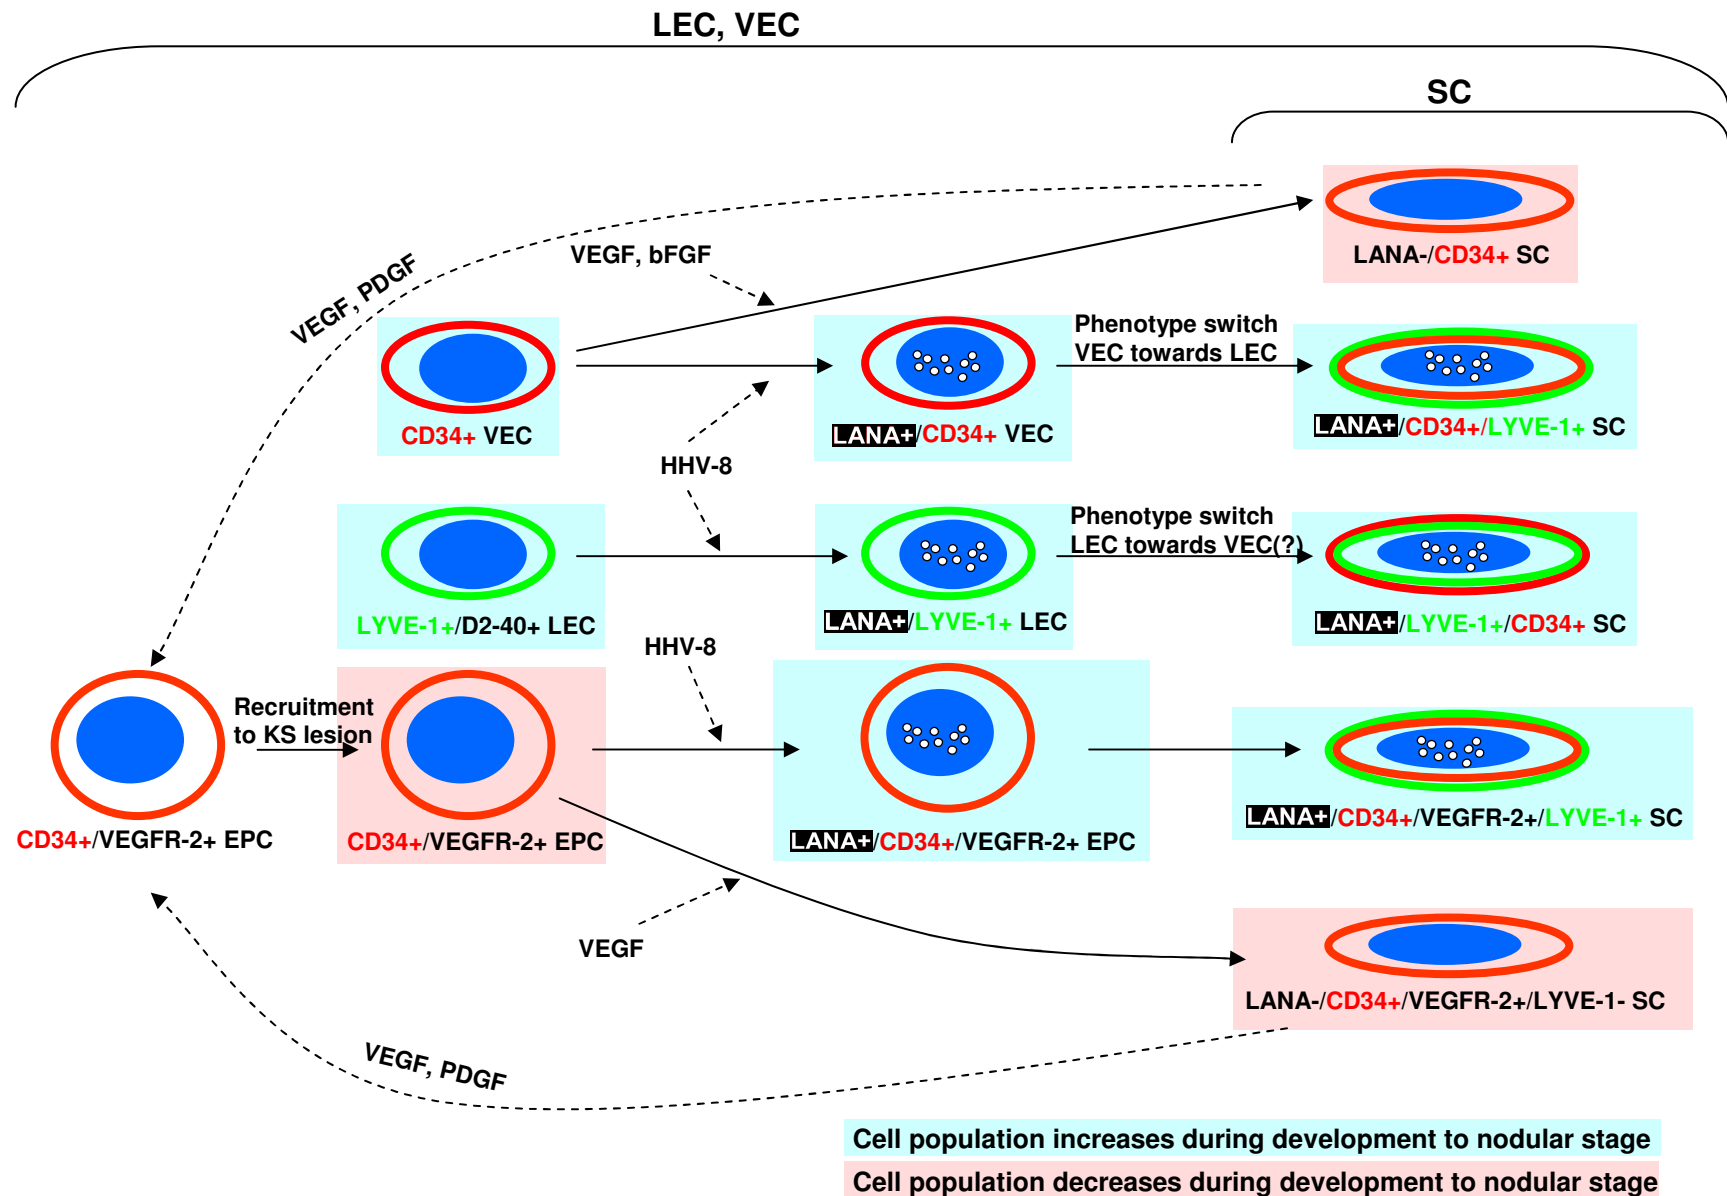 LEC, VEC
SC
LANA-/CD34+ SC
VEGF, bFGF
VEGF, PDGF
CD34+ VEC
LANA+/CD34+ VEC
Phenotype switch
VEC towards LEC
LANA+/CD34+/LYVE-1+ SC
HHV-8
LYVE-1+/D2-40+ LEC
LANA+/LYVE-1+ LEC
Phenotype switch
LEC towards VEC(?)
LANA+/LYVE-1+/CD34+ SC
HHV-8
Recruitment
to KS lesion
CD34+/VEGFR-2+ EPC
CD34+/VEGFR-2+ EPC
LANA+/CD34+/VEGFR-2+ EPC
LANA+/CD34+/VEGFR-2+/LYVE-1+ SC
VEGF
LANA-/CD34+/VEGFR-2+/LYVE-1- SC
VEGF, PDGF
Cell population increases during development to nodular stage
Cell population decreases during development to nodular stage